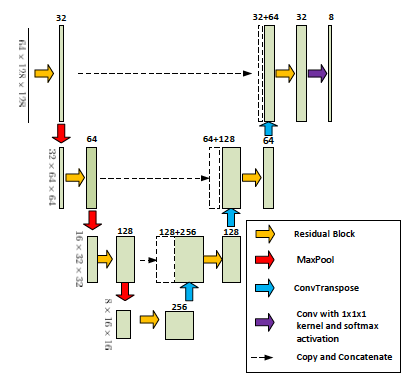 32
32+64
32
8
64 × 128 × 128
64
64+128
64
32 × 64 × 64
128
128+256
128
16 × 32 × 32
256
8 × 16 × 16
Residual Block
MaxPool
ConvTranspose
Conv with 1x1x1
kernel and softmax
activation
Copy and Concatenate